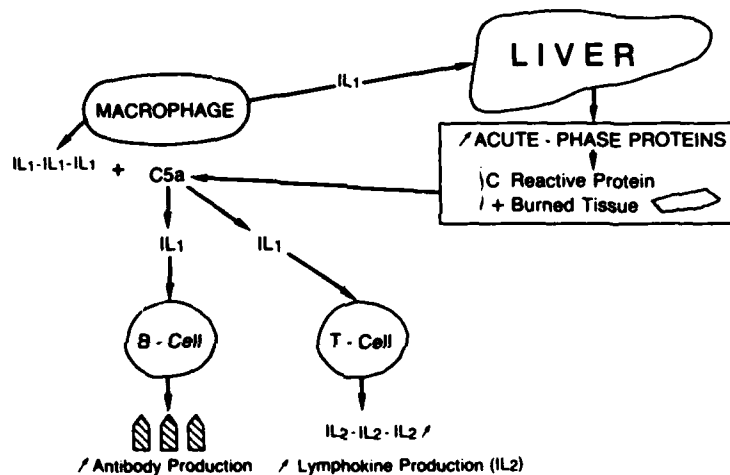 LIVER
IL₁
MACROPHAGE
↗ ACUTE - PHASE PROTEINS
IL₁-IL₁-IL₁ + C5a
C Reactive Protein
+ Burned Tissue
IL₁ IL₁
B - Cell T - Cell
IL₂ - IL₂ - IL₂ ↗
↗ Antibody Production ↗ Lymphokine Production (IL₂)